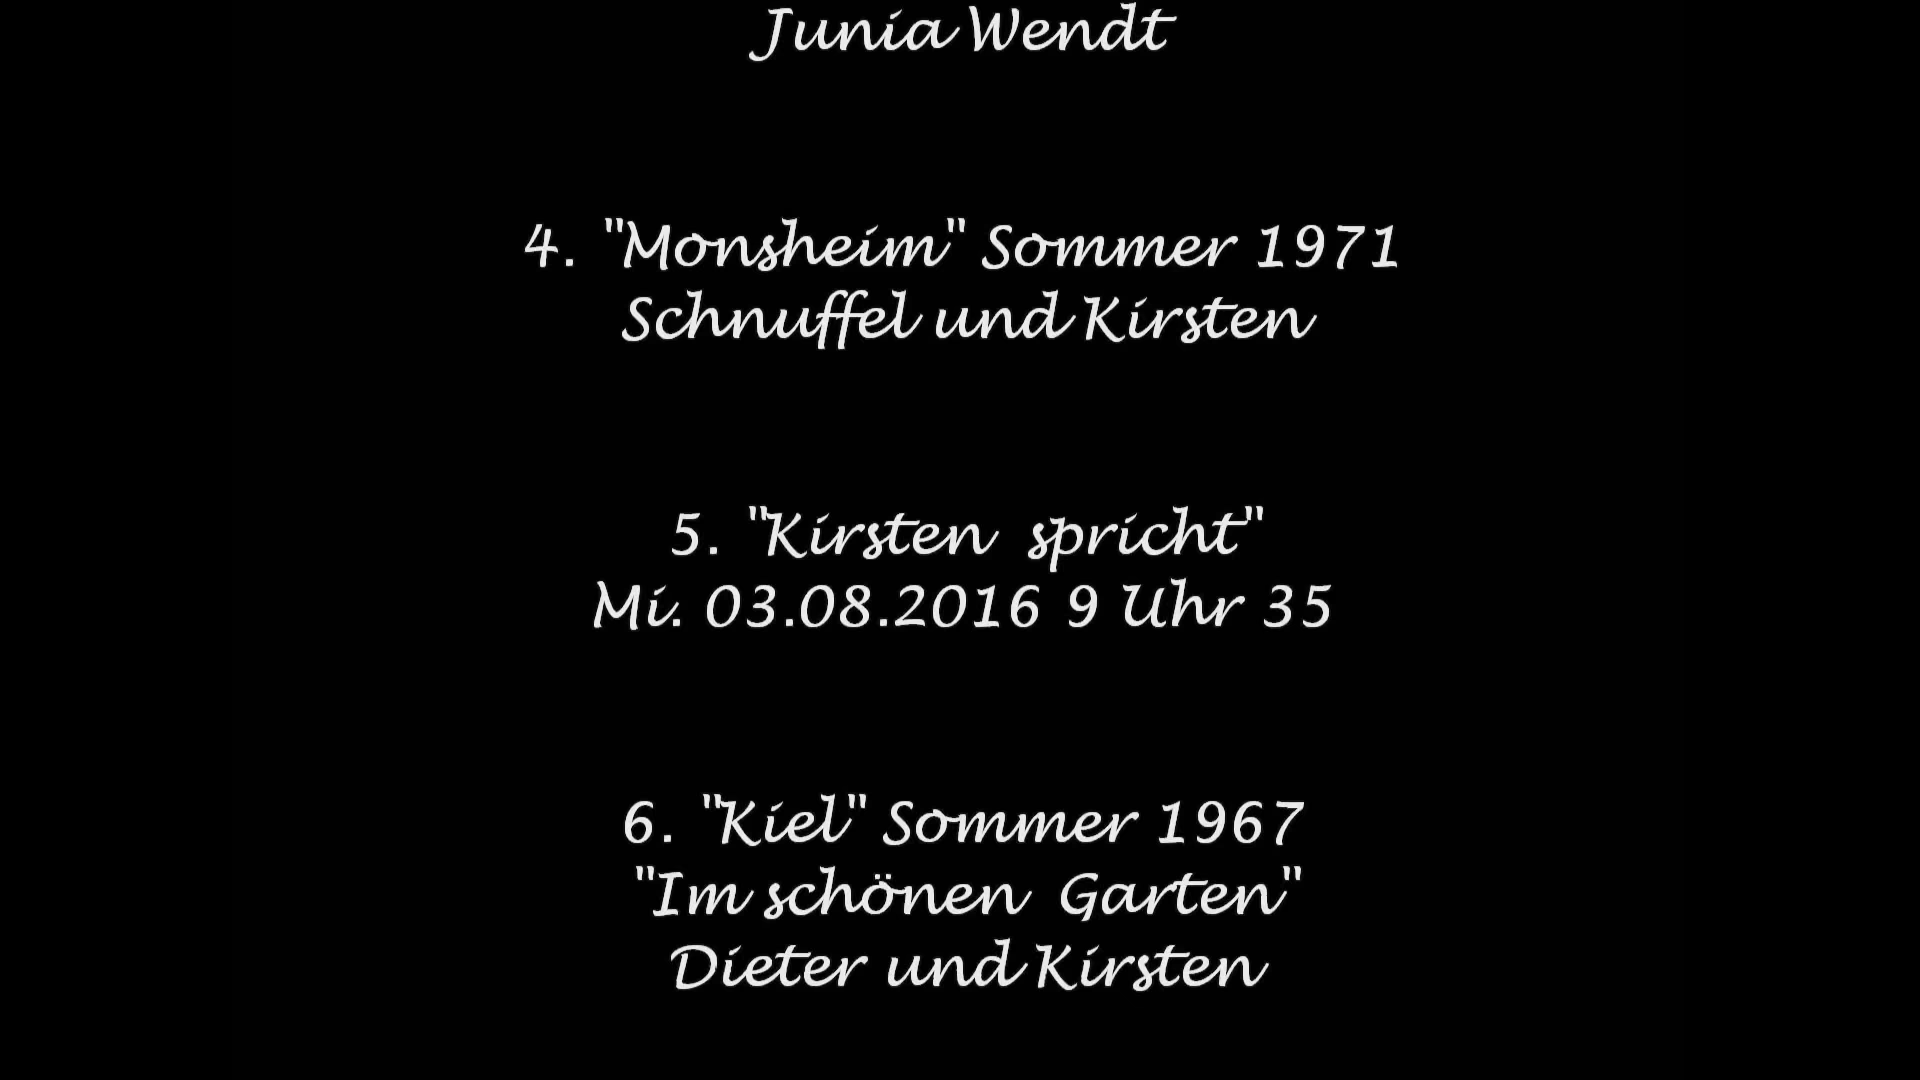 Junia Wendt
4. "Monsheim" Sommer 1971
Schnuffel und Kirsten
5. "Kirsten spricht"
Mi. 03.08.2016 9 Uhr 35
6. "Kiel" Sommer 1967
"Im schönen Garten"
Dieter und Kirsten